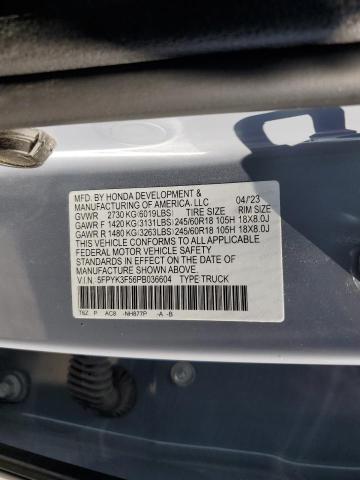 MFD. BY HONDA DEVELOPMENT &
MANUFACTURING OF AMERICA, LLC 04/'23
GVWR 2730 KG (6019LBS) TIRE SIZE RIM SIZE
GAWR F 1420 KG (3131LBS) 245/60R18 105H 18X8.0J
GAWR R 1480 KG (3263LBS) 245/60R18 105H 18X8.0J
THIS VEHICLE CONFORMS TO ALL APPLICABLE
FEDERAL MOTOR VEHICLE SAFETY
STANDARDS IN EFFECT ON THE DATE OF
MANUFACTURE SHOWN ABOVE.
V.I.N. 5FPYK3F56PB036604 TYPE:TRUCK
T6Z P AC8 -NH877P -A -B